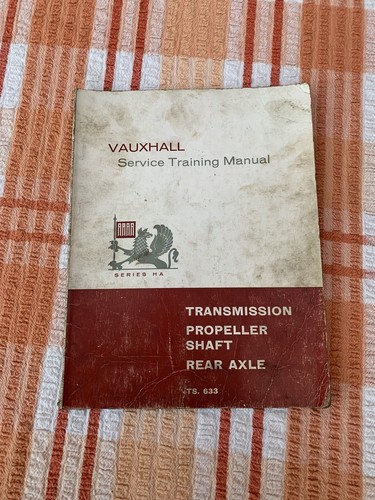 VAUXHALL
Service Training Manual
SERIES HA
TRANSMISSION
PROPELLER
SHAFT
REAR AXLE
TS. 633